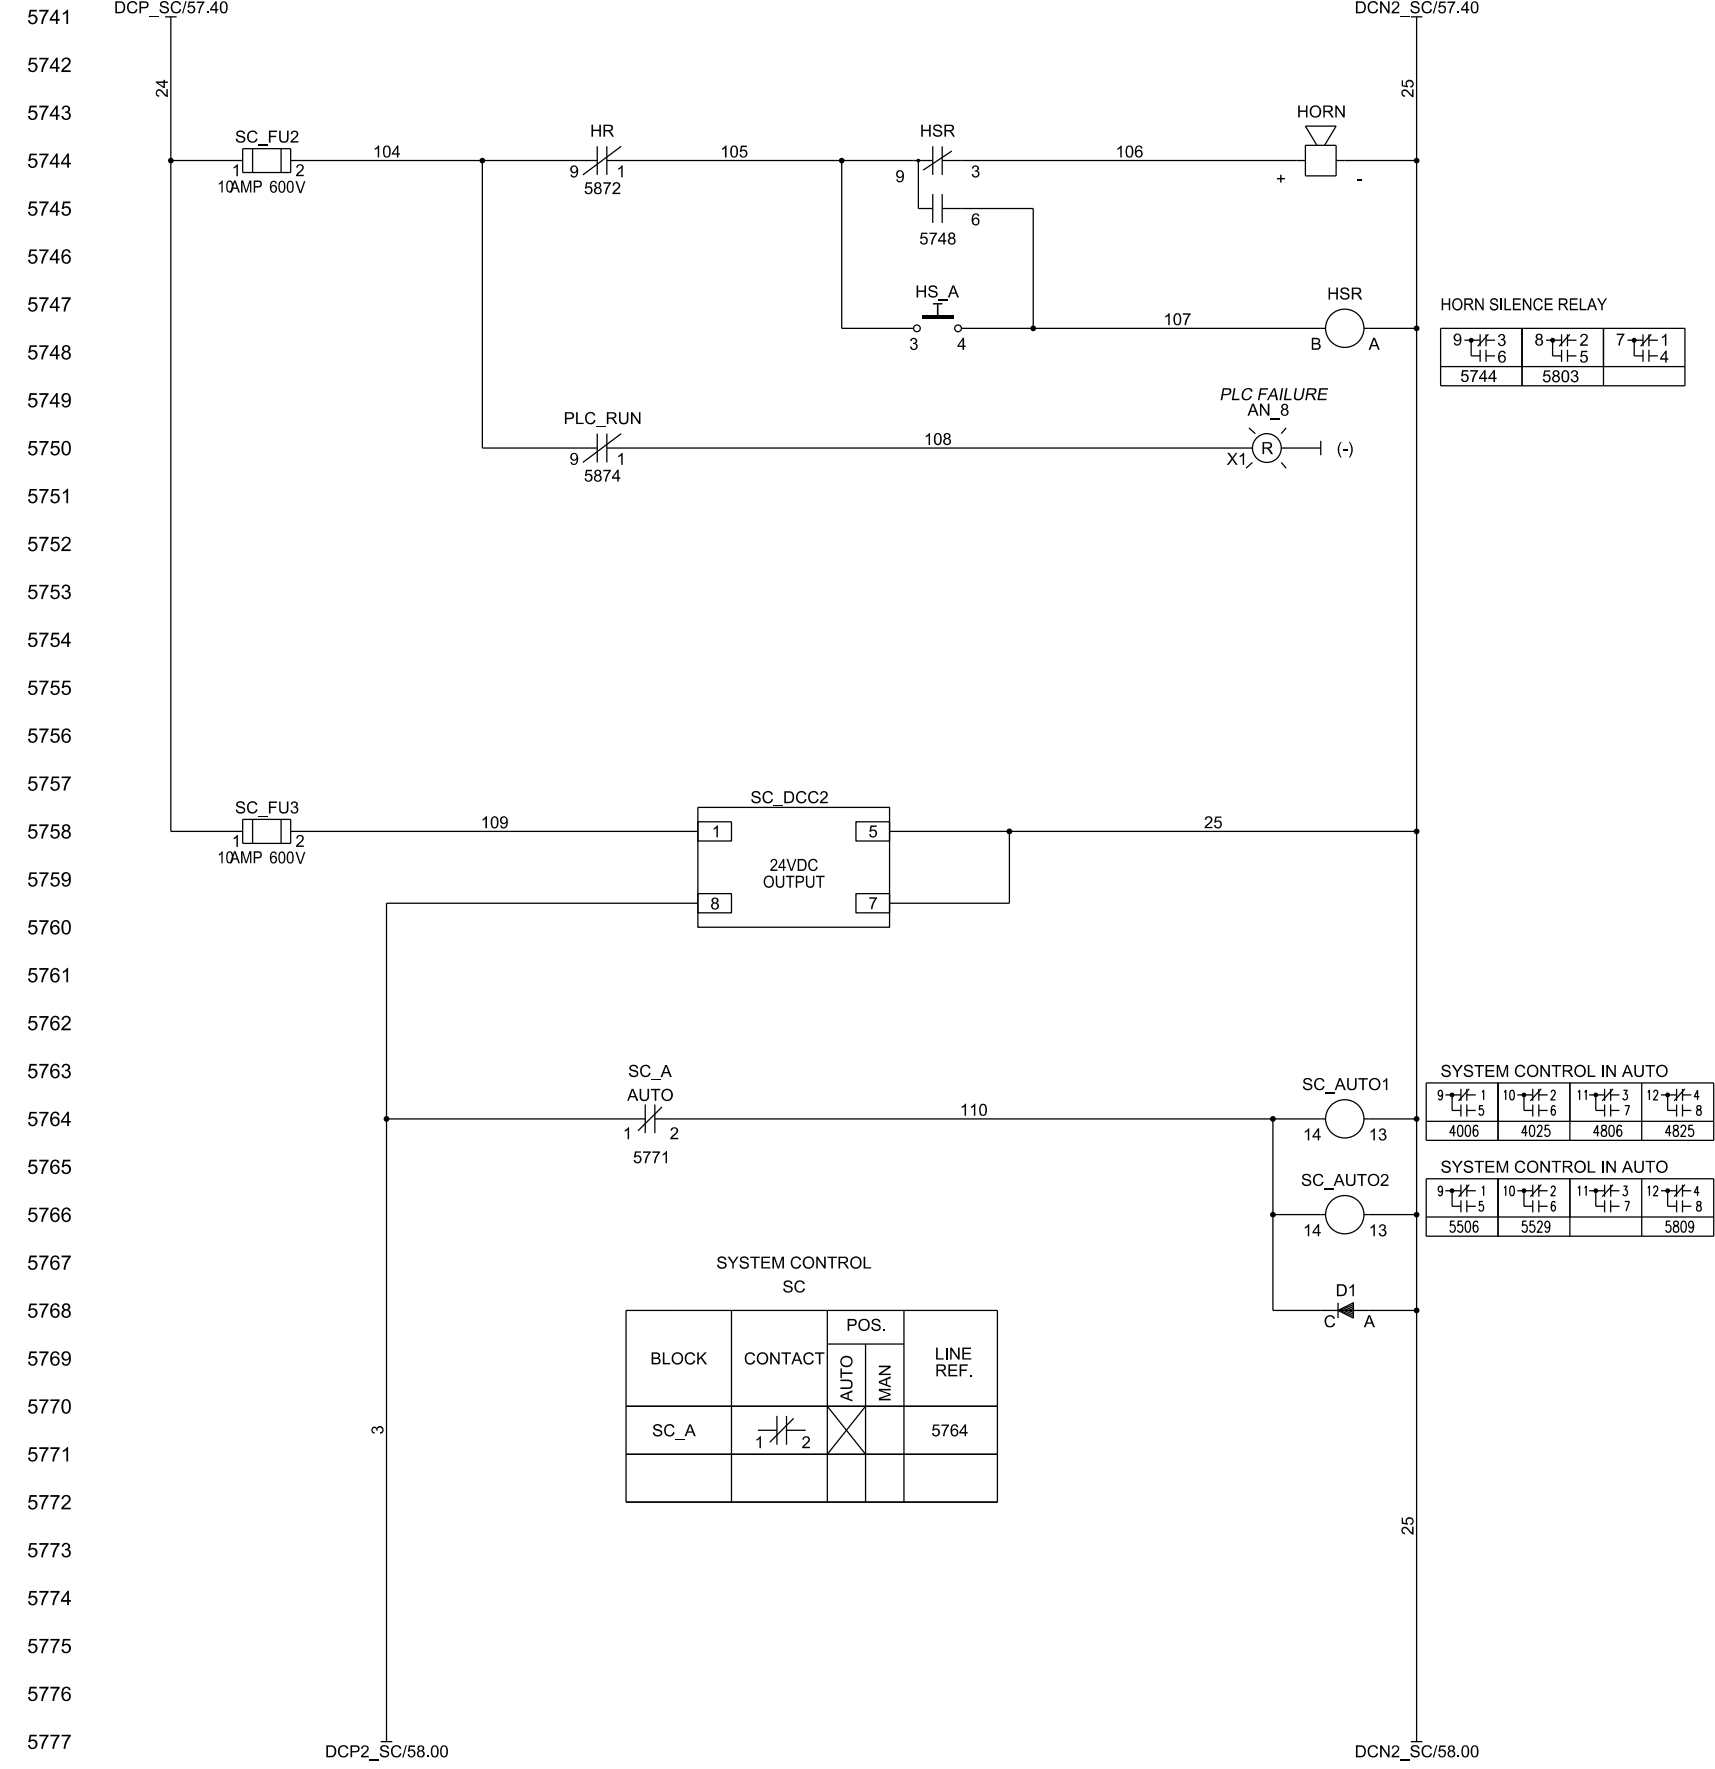 DCP_SC/57.40 DCN2_SC/57.40
5741
5742
24 25
5743 HORN
SC_FU2 HR HSR
5744 104 105 106
1 2 9 1 9 3 + -
10AMP 600V 5872
5745 6
5748
5746
HS_A HSR
5747 107 HORN SILENCE RELAY
3 4 B A
5748
9 3 8 2 7 1
6 5 4
5744 5803
5749 PLC FAILURE
AN_8
PLC_RUN
5750 108 R (-)
9 1 X1
5874
5751
5752
5753
5754
5755
5756
5757
SC_FU3 SC_DCC2
5758 109 1 5 25
1 2
10AMP 600V
5759 24VDC
OUTPUT
8 7
5760
5761
5762
5763 SC_A SYSTEM CONTROL IN AUTO
AUTO SC_AUTO1
5764 110
1 2 14 13
9 1 10 2 11 3 12 4
5 6 7 8
4006 4025 4806 4825
5771
5765 SYSTEM CONTROL IN AUTO
SC_AUTO2
5766 14 13
9 1 10 2 11 3 12 4
5 6 7 8
5506 5529 5809
5767 SYSTEM CONTROL
SC
5768 D1
C A
POS.
5769 BLOCK CONTACT AUTO MAN LINE
REF.
5770
3 SC_A 1 2 5764
5771
5772
25
5773
5774
5775
5776
5777
DCP2_SC/58.00 DCN2_SC/58.00